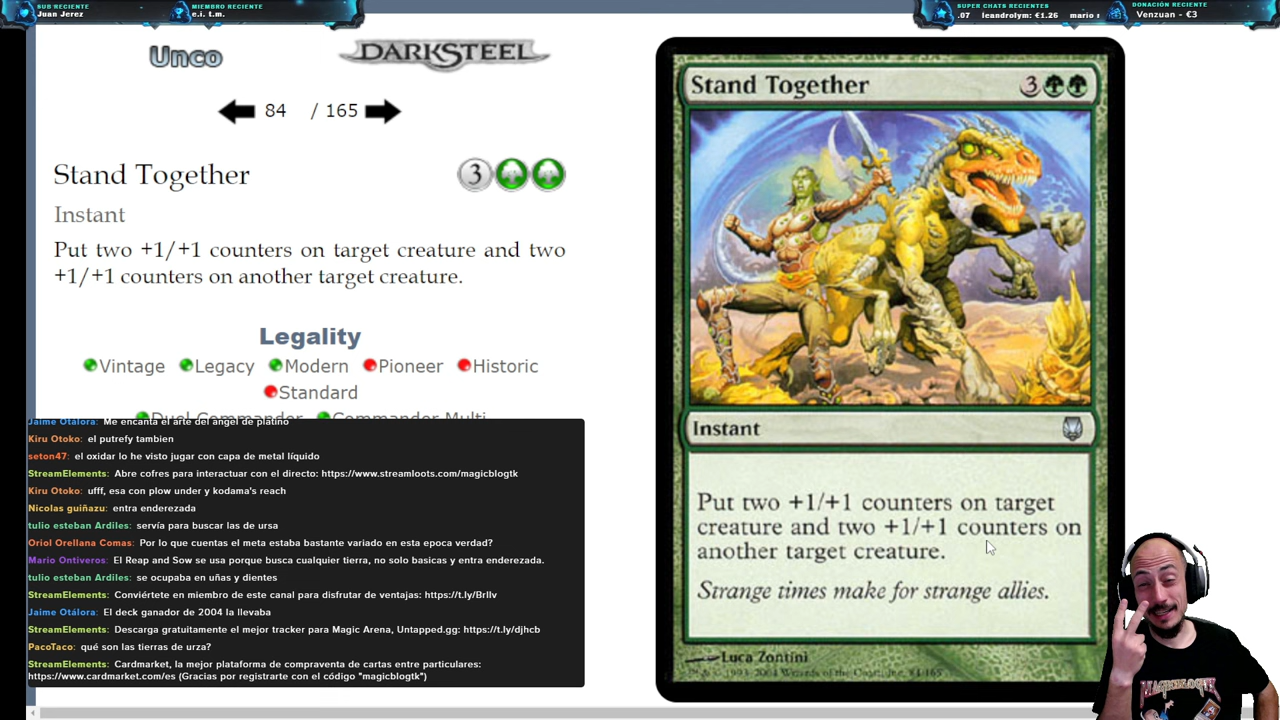 SUB RECIENTE
Juan Jerez
MIEMBRO RECIENTE
e.i. t.m.
SUPER CHATS RECIENTES
.07 leandrolym: €1.26 mario
DONACIÓN RECIENTE
Venzuan - €3
Unco
DARKSTEEL
84 / 165
Stand Together
3
Instant
Put two +1/+1 counters on target creature and two
+1/+1 counters on another target creature.
Legality
Vintage Legacy Modern Pioneer Historic
Standard
Duel Commander Commander Multi
Jaime Otálora: Me encanta el arte del angel de platino
Kiru Otoko: el putrefy tambien
seton47: el oxidar lo he visto jugar con capa de metal líquido
StreamElements: Abre cofres para interactuar con el directo: https://www.streamloots.com/magicblogtk
Kiru Otoko: ufff, esa con plow under y kodama's reach
Nicolas guiñazu: entra enderezada
tulio esteban Ardiles: servía para buscar las de ursa
Oriol Orellana Comas: Por lo que cuentas el meta estaba bastante variado en esta epoca verdad?
Mario Ontiveros: El Reap and Sow se usa porque busca cualquier tierra, no solo basicas y entra enderezada.
tulio esteban Ardiles: se ocupaba en uñas y dientes
StreamElements: Conviértete en miembro de este canal para disfrutar de ventajas: https://t.ly/Brllv
Jaime Otálora: El deck ganador de 2004 la llevaba
StreamElements: Descarga gratuitamente el mejor tracker para Magic Arena, Untapped.gg: https://t.ly/djhcb
PacoTaco: qué son las tierras de urza?
StreamElements: Cardmarket, la mejor plataforma de compraventa de cartas entre particulares:
https://www.cardmarket.com/es (Gracias por registrarte con el código "magicblogtk")
Stand Together
3
Instant
Put two +1/+1 counters on target
creature and two +1/+1 counters on
another target creature.
Strange times make for strange allies.
Luca Zontini
MAGICBLOGTK